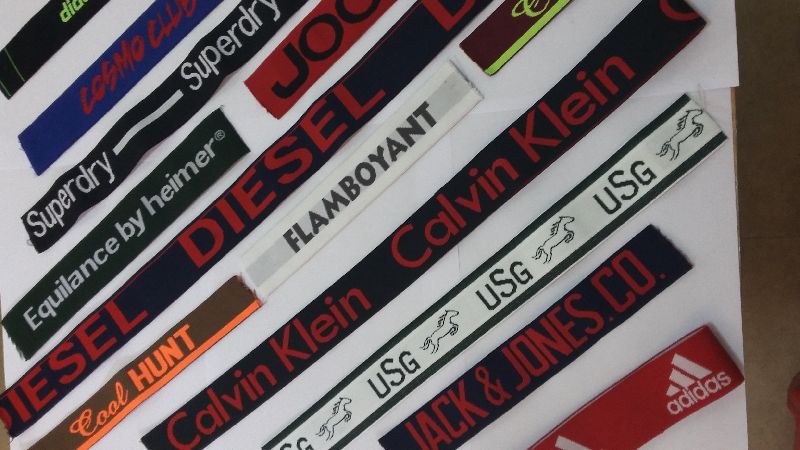 COSMO CLUB
Superdry Superdry
JOC
Equilance by heimer®
DIESEL DIESEL
FLAMBOYANT
Cool HUNT
Calvin Klein Calvin Klein
USG USG USG USG
JACK & JONES.CO.
adidas